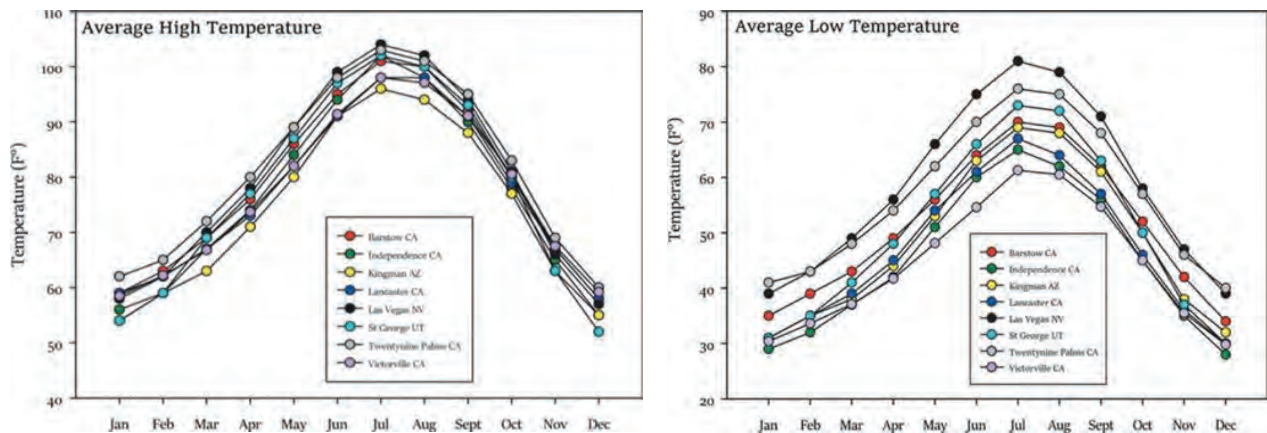 Average High Temperature
Temperature (F°)
110
100
90
80
70
60
50
40
Barstow CA
Independence CA
Kingman AZ
Lancaster CA
Las Vegas NV
St George UT
Twentynine Palms CA
Victorville CA
Jan Feb Mar Apr May Jun Jul Aug Sept Oct Nov Dec
Average Low Temperature
Temperature (F°)
90
80
70
60
50
40
30
20
Barstow CA
Independence CA
Kingman AZ
Lancaster CA
Las Vegas NV
St George UT
Twentynine Palms CA
Victorville CA
Jan Feb Mar Apr May Jun Jul Aug Sept Oct Nov Dec